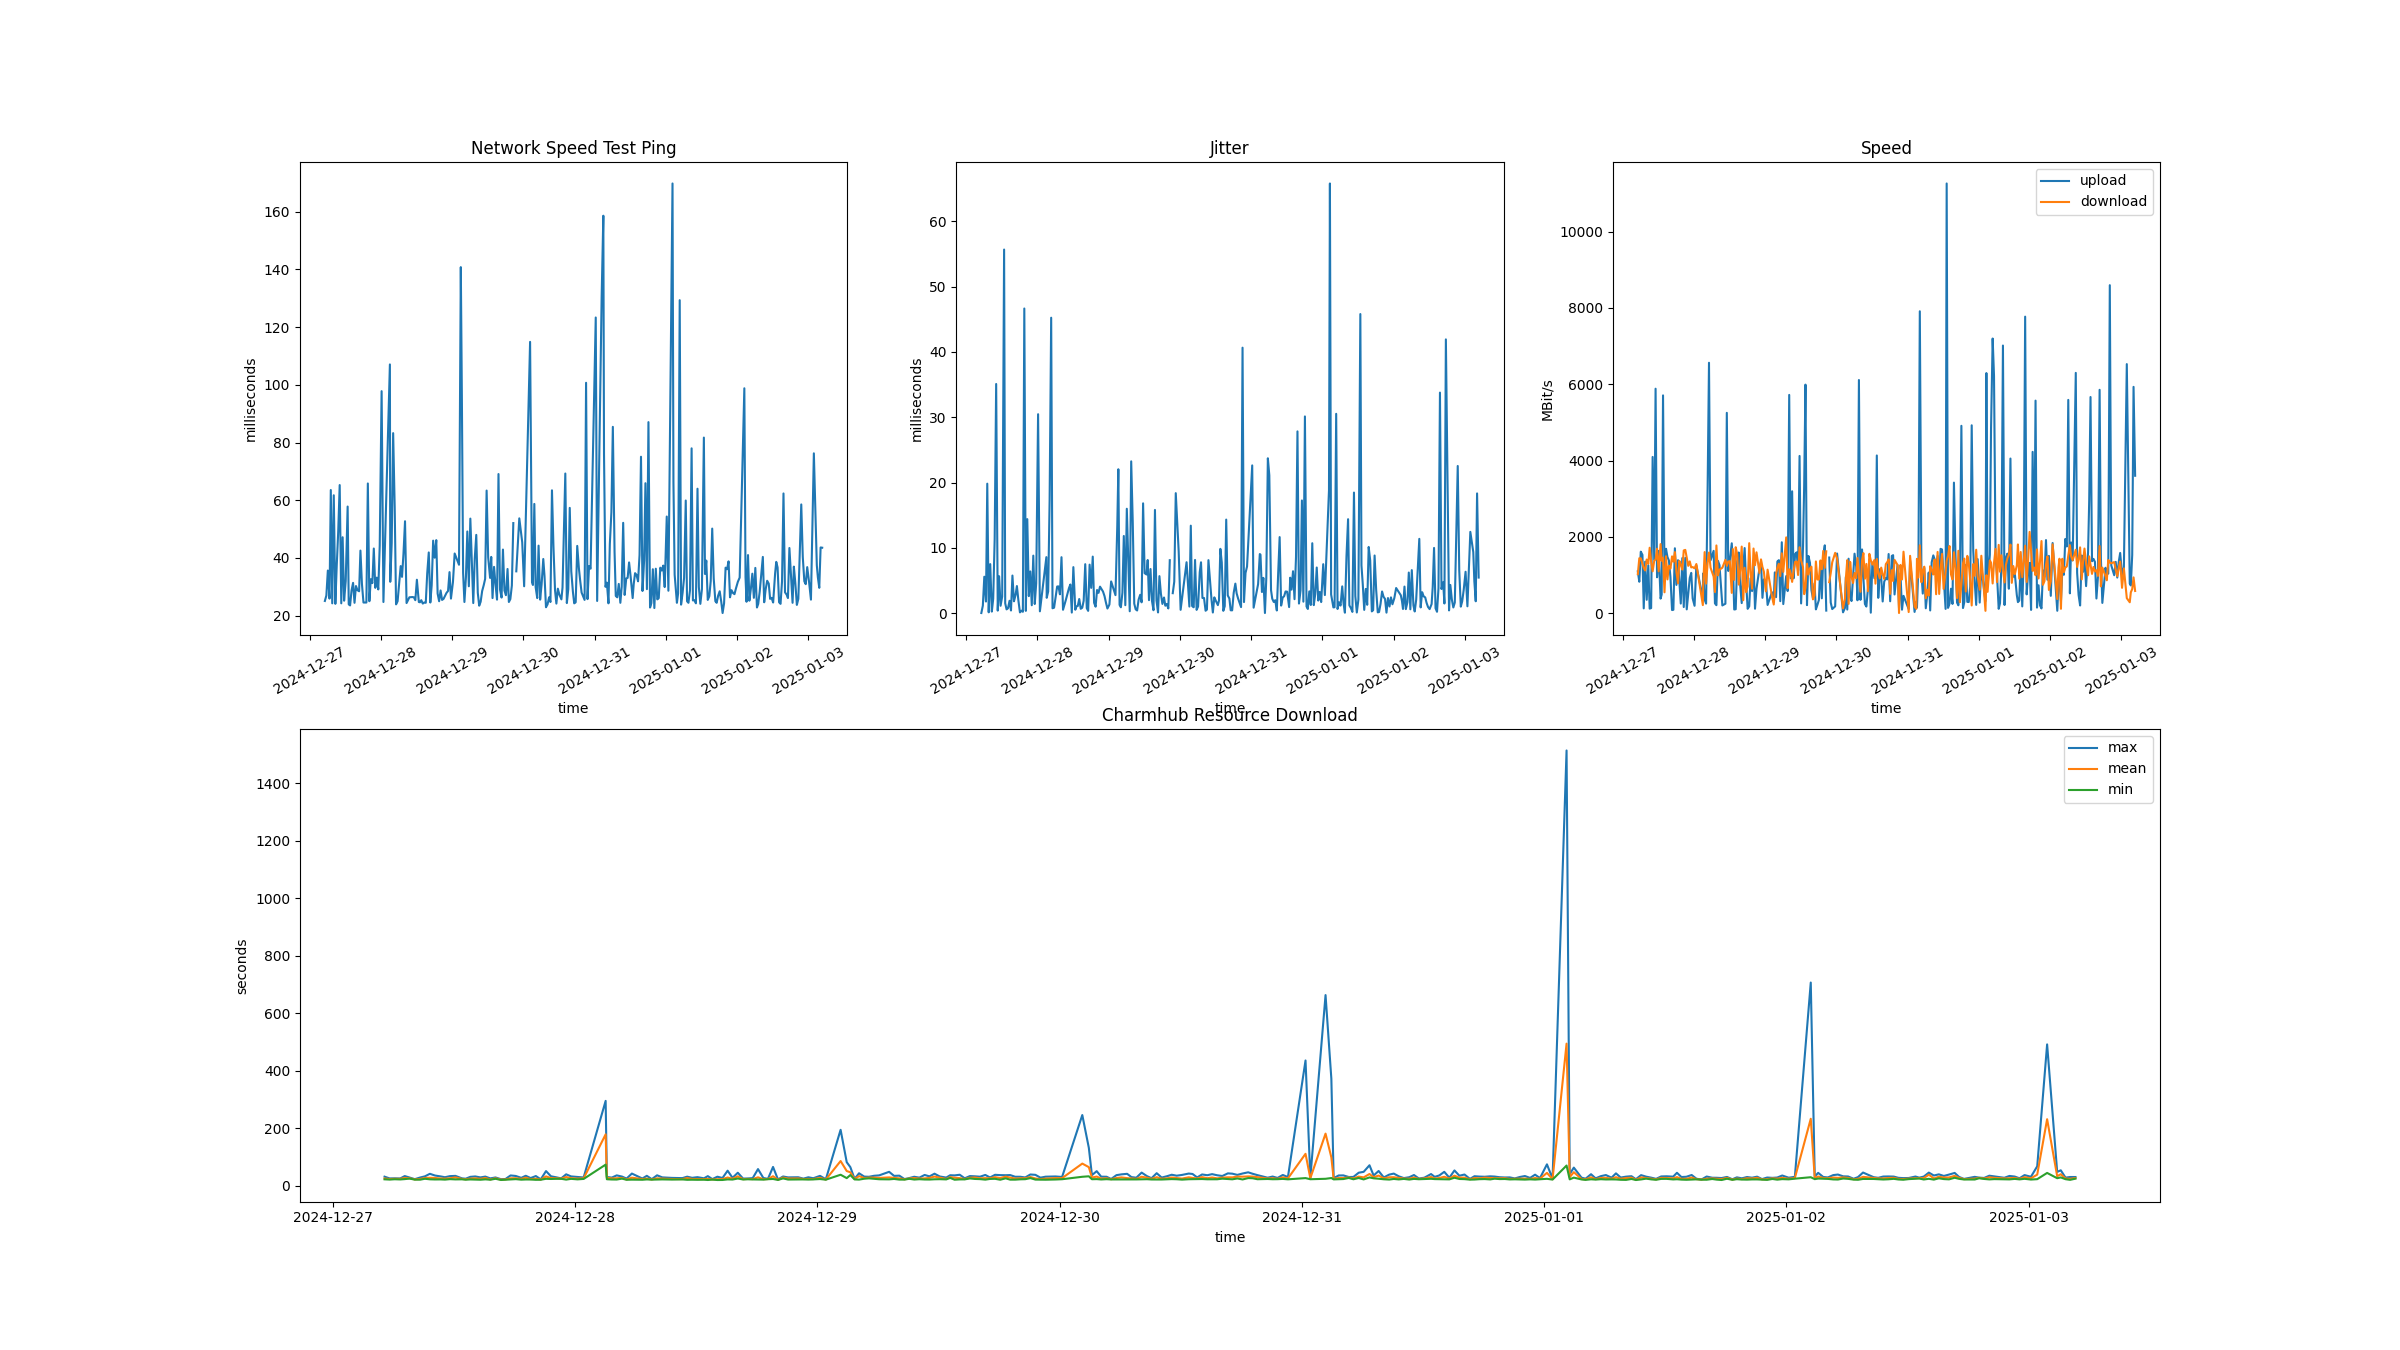 Network Speed Test Ping
milliseconds
160
140
120
100
80
60
40
20
2024-12-27 2024-12-28 2024-12-29 2024-12-30 2024-12-31 2025-01-01 2025-01-02 2025-01-03
time
Jitter
milliseconds
60
50
40
30
20
10
0
2024-12-27 2024-12-28 2024-12-29 2024-12-30 2024-12-31 2025-01-01 2025-01-02 2025-01-03
time
Speed
upload
download
MBit/s
10000
8000
6000
4000
2000
0
2024-12-27 2024-12-28 2024-12-29 2024-12-30 2024-12-31 2025-01-01 2025-01-02 2025-01-03
time
Charmhub Resource Download
max
mean
min
seconds
1400
1200
1000
800
600
400
200
0
2024-12-27 2024-12-28 2024-12-29 2024-12-30 2024-12-31 2025-01-01 2025-01-02 2025-01-03
time